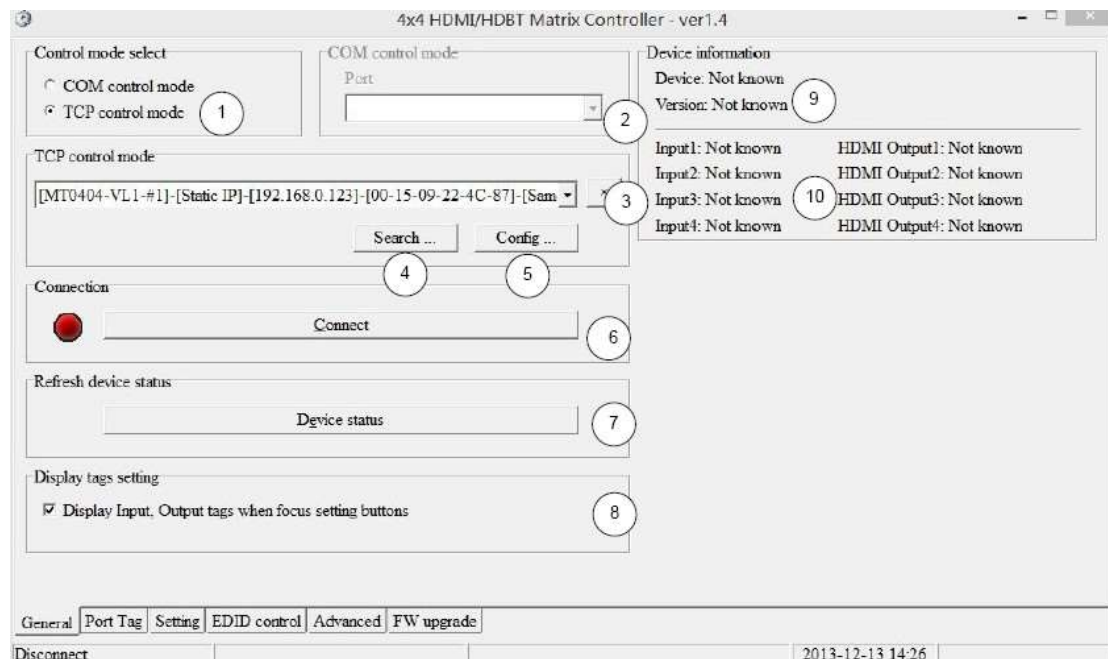 4x4 HDMI/HDBT Matrix Controller - ver1.4
Control mode select
COM control mode
TCP control mode
1
COM control mode
Port
2
Device information
Device: Not known
Version: Not known
9
Input1: Not known HDMI Output1: Not known
Input2: Not known HDMI Output2: Not known
Input3: Not known 10 HDMI Output3: Not known
Input4: Not known HDMI Output4: Not known
TCP control mode
[MT0404-VL1-#1]-[Static IP]-[192.168.0.123]-[00-15-09-22-4C-87]-[Sam
3
Search ... Config ...
4 5
Connection
Connect
6
Refresh device status
Device status
7
Display tags setting
Display Input, Output tags when focus setting buttons
8
General Port Tag Setting EDID control Advanced FW upgrade
Disconnect 2013-12-13 14:26